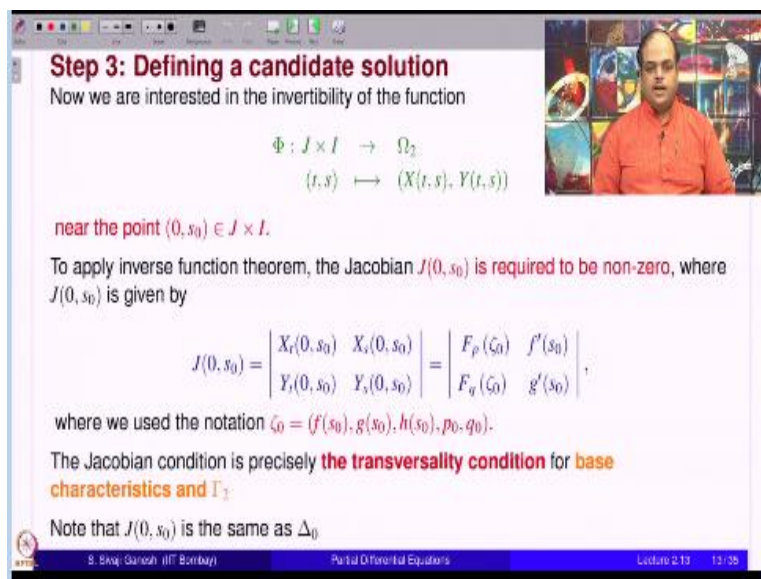 Step 3: Defining a candidate solution
Now we are interested in the invertibility of the function
Φ : J × I → Ω₂
(t, s) ⟼ (X(t, s), Y(t, s))
near the point (0, s₀) ∈ J × I.
To apply inverse function theorem, the Jacobian J(0, s₀) is required to be non-zero, where
J(0, s₀) is given by
J(0, s₀) = | Xₜ(0, s₀) Xₛ(0, s₀) | = | Fₚ(ζ₀) f′(s₀) |
| Yₜ(0, s₀) Yₛ(0, s₀) | | F_q(ζ₀) g′(s₀) | ,
where we used the notation ζ₀ = (f(s₀), g(s₀), h(s₀), p₀, q₀).
The Jacobian condition is precisely the transversality condition for base
characteristics and Γ₂
Note that J(0, s₀) is the same as Δ₀
S. Sivaji Ganesh (IIT Bombay) Partial Differential Equations Lecture 2.13 13/35